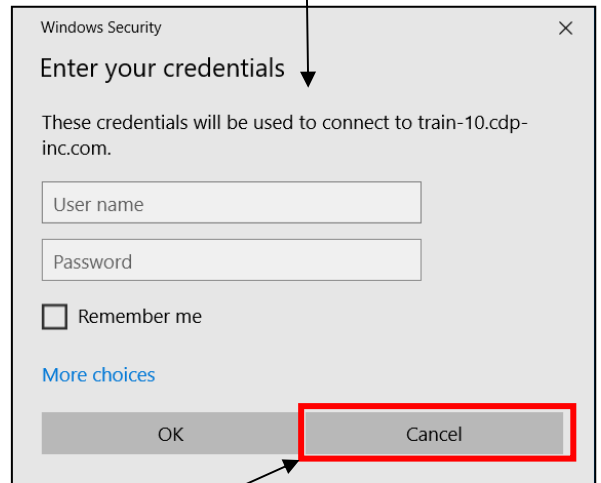 Windows Security
Enter your credentials
These credentials will be used to connect to train-10.cdp-
inc.com.
User name
Password
Remember me
More choices
OK
Cancel